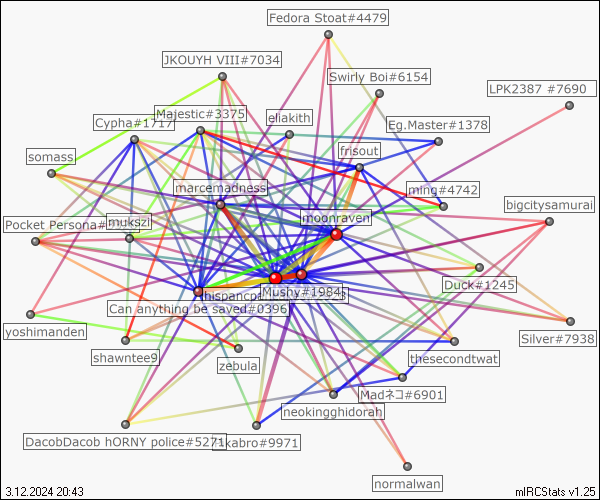 Fedora Stoat#4479
JKOUYH VIII#7034
Swirly Boi#6154
LPK2387 #7690
Majestic#3375
eliakith
Cypha#1717
Eg.Master#1378
somass
frisout
marcemadness
ming#4742
bigcitysamurai
Pocket Persona#
mukszi
moonraven
Duck#1245
Mushy#1984
hispancp
Can anything be saved#0396
yoshimanden
Silver#7938
shawntee9
thesecondtwat
zebula
Madネコ#6901
neokingghidorah
DacobDacob hORNY police#5271
kabro#9971
normalwan
3.12.2024 20:43
mIRCStats v1.25